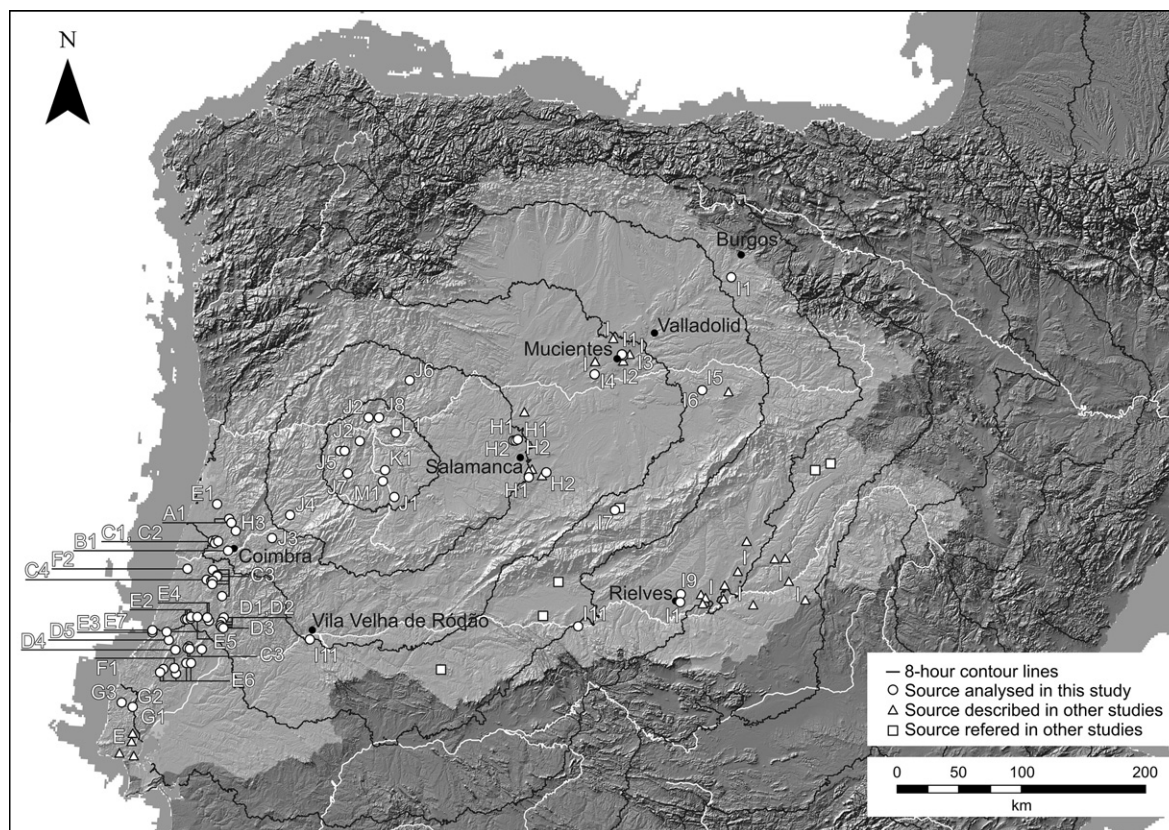 N
Burgos
I1
Valladolid
I
I1
I
Mucientes
I3
I
I2
I4
I5
I6
J6
J2
J8
L1
H1
H1
J2
H2
H2
Salamanca
J5
K1
J7
M1
J1
H1
H2
E1
J4
A1
H3
I7
C1, C2
J3
B1
Coimbra
F2
C4
C3
I
I
I9
I
I
I
Rielves
I11
E2
E4
D1, D2
Vila Velha de Ródão
D5
E3
E7
D3
I11
D4
E5
C3
F1
E6
G3
G2
G1
E
8-hour contour lines
Source analysed in this study
Source described in other studies
Source refered in other studies
0 50 100 200
km